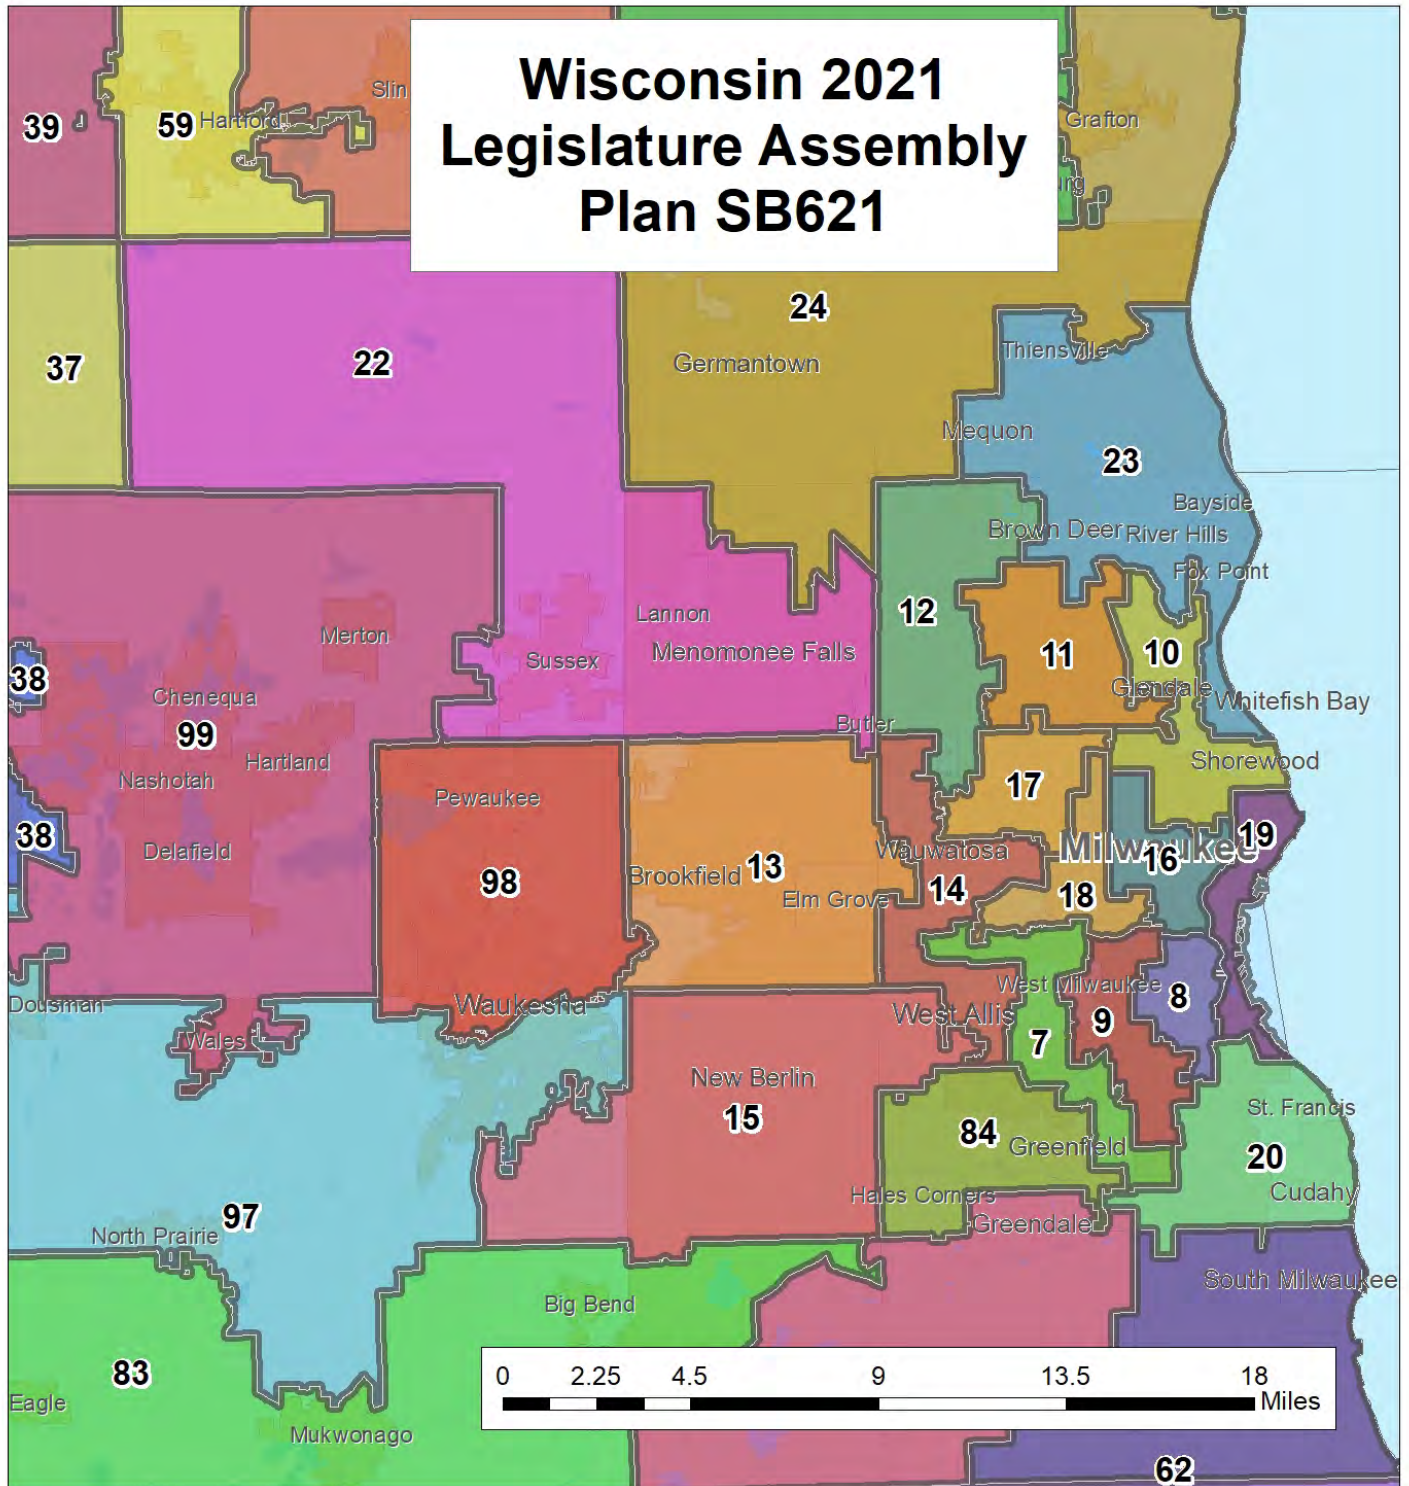 Wisconsin 2021
Legislature Assembly
Plan SB621
Slin
39
59
Hartford
Grafton
urg
24
37
22
Germantown
Thiensville
Mequon
23
Bayside
Brown Deer
River Hills
Fox Point
12
Lannon
Merton
Menomonee Falls
11
10
Sussex
38
Glendale
Chenequa
Whitefish Bay
99
Butler
Hartland
Shorewood
Nashotah
17
Pewaukee
38
19
Delafield
Wauwatosa
Milwaukee
16
13
98
Brookfield
14
18
Elm Grove
West Milwaukee
8
Dousman
Waukesha
West Allis
9
Wales
7
New Berlin
St. Francis
15
84
Greenfield
20
Hales Corners
Cudahy
97
Greendale
North Prairie
South Milwaukee
Big Bend
83
0 2.25 4.5 9 13.5 18
Miles
Eagle
Mukwonago
62